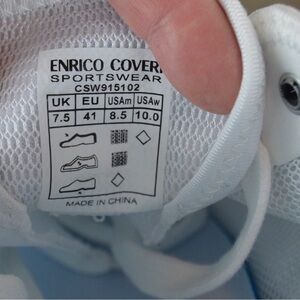 ENRICO COVERI
SPORTSWEAR
CSW915102
UK EU USAm USAw
7.5 41 8.5 10.0
MADE IN CHINA